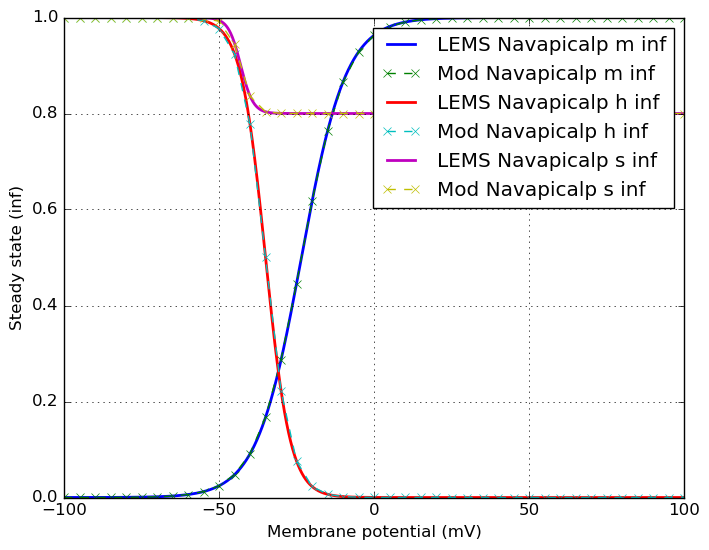 1.0
0.8
0.6
0.4
0.2
0.0
Steady state (inf)
LEMS Navapicalp m inf
Mod Navapicalp m inf
LEMS Navapicalp h inf
Mod Navapicalp h inf
LEMS Navapicalp s inf
Mod Navapicalp s inf
−100
−50
0
50
100
Membrane potential (mV)